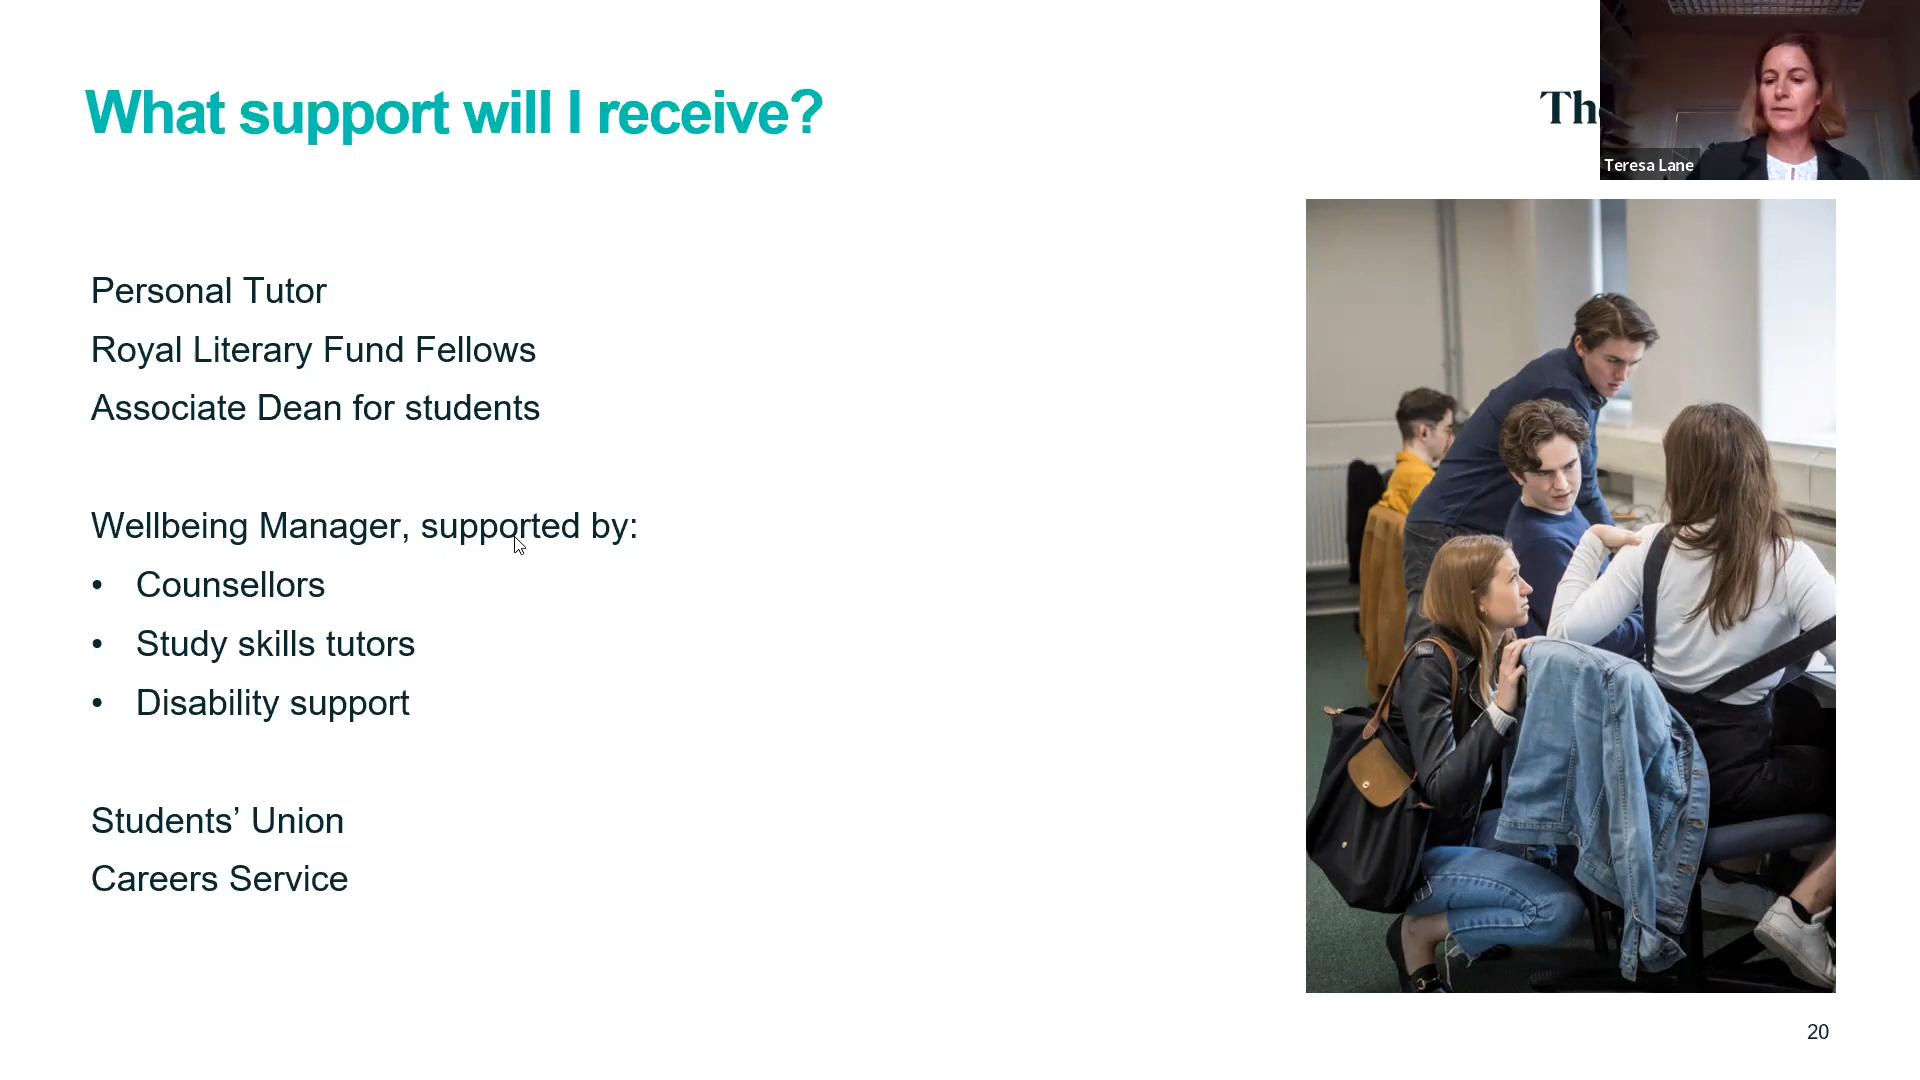 What support will I receive?
Teresa Lane
Personal Tutor
Royal Literary Fund Fellows
Associate Dean for students
Wellbeing Manager, supported by:
• Counsellors
• Study skills tutors
• Disability support
Students’ Union
Careers Service
20